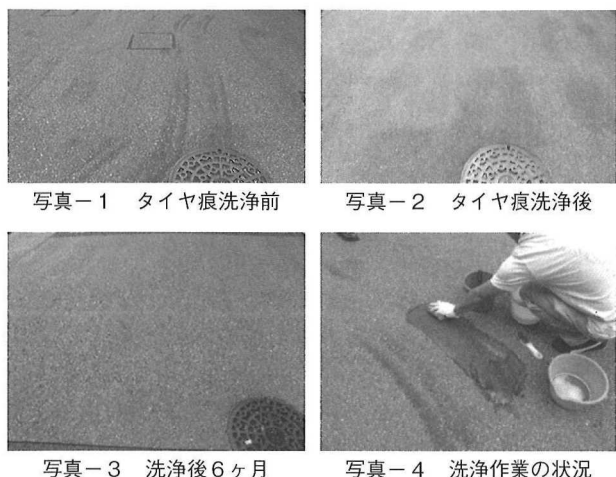 写真－1　タイヤ痕洗浄前
写真－2　タイヤ痕洗浄後
写真－3　洗浄後6ヶ月
写真－4　洗浄作業の状況